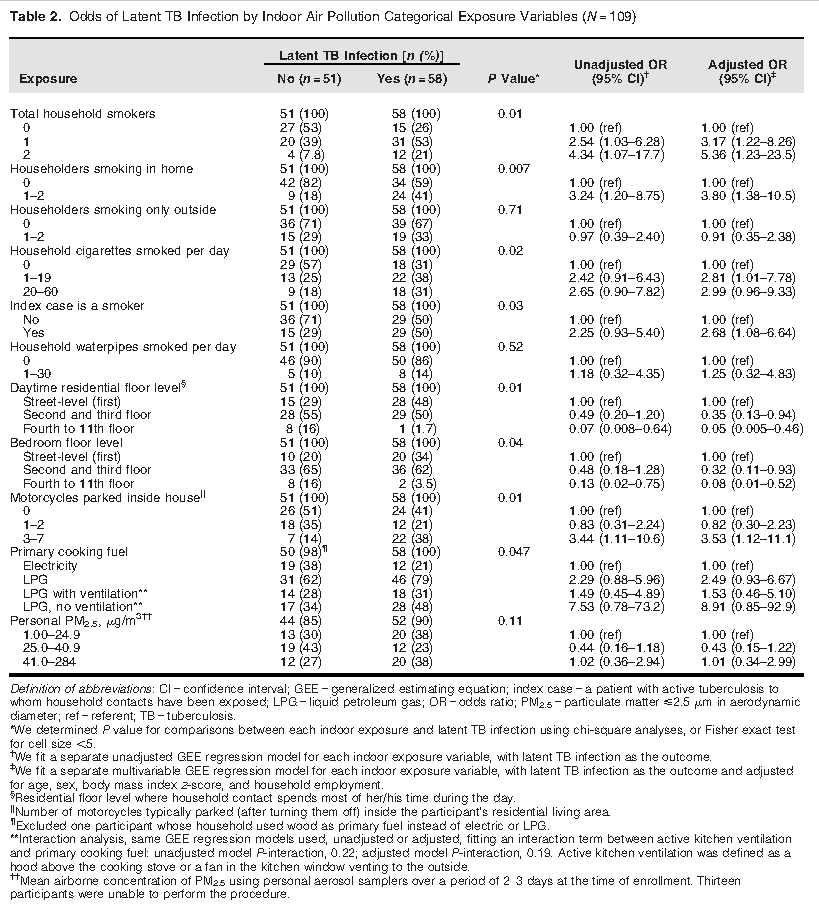 Table 2. Odds of Latent TB Infection by Indoor Air Pollution Categorical Exposure Variables (N = 109)
Latent TB Infection [n (%)]
Exposure No (n = 51) Yes (n = 58) P Value* Unadjusted OR (95% CI)† Adjusted OR (95% CI)‡
Total household smokers 51 (100) 58 (100) 0.01
0 27 (53) 15 (26) 1.00 (ref) 1.00 (ref)
1 20 (39) 31 (53) 2.54 (1.03–6.28) 3.17 (1.22–8.26)
2 4 (7.8) 12 (21) 4.34 (1.07–17.7) 5.36 (1.23–23.5)
Householders smoking in home 51 (100) 58 (100) 0.007
0 42 (82) 34 (59) 1.00 (ref) 1.00 (ref)
1–2 9 (18) 24 (41) 3.24 (1.20–8.75) 3.80 (1.38–10.5)
Householders smoking only outside 51 (100) 58 (100) 0.71
0 36 (71) 39 (67) 1.00 (ref) 1.00 (ref)
1–2 15 (29) 19 (33) 0.97 (0.39–2.40) 0.91 (0.35–2.38)
Household cigarettes smoked per day 51 (100) 58 (100) 0.02
0 29 (57) 18 (31) 1.00 (ref) 1.00 (ref)
1–19 13 (25) 22 (38) 2.42 (0.91–6.43) 2.81 (1.01–7.78)
20–60 9 (18) 18 (31) 2.65 (0.90–7.82) 2.99 (0.96–9.33)
Index case is a smoker 51 (100) 58 (100) 0.03
No 36 (71) 29 (50) 1.00 (ref) 1.00 (ref)
Yes 15 (29) 29 (50) 2.25 (0.93–5.40) 2.68 (1.08–6.64)
Household waterpipes smoked per day 51 (100) 58 (100) 0.52
0 46 (90) 50 (86) 1.00 (ref) 1.00 (ref)
1–30 5 (10) 8 (14) 1.18 (0.32–4.35) 1.25 (0.32–4.83)
Daytime residential floor level§ 51 (100) 58 (100) 0.01
Street-level (first) 15 (29) 28 (48) 1.00 (ref) 1.00 (ref)
Second and third floor 28 (55) 29 (50) 0.49 (0.20–1.20) 0.35 (0.13–0.94)
Fourth to 11th floor 8 (16) 1 (1.7) 0.07 (0.008–0.64) 0.05 (0.005–0.46)
Bedroom floor level 51 (100) 58 (100) 0.04
Street-level (first) 10 (20) 20 (34) 1.00 (ref) 1.00 (ref)
Second and third floor 33 (65) 36 (62) 0.48 (0.18–1.28) 0.32 (0.11–0.93)
Fourth to 11th floor 8 (16) 2 (3.5) 0.13 (0.02–0.75) 0.08 (0.01–0.52)
Motorcycles parked inside house‖ 51 (100) 58 (100) 0.01
0 26 (51) 24 (41) 1.00 (ref) 1.00 (ref)
1–2 18 (35) 12 (21) 0.83 (0.31–2.24) 0.82 (0.30–2.23)
3–7 7 (14) 22 (38) 3.44 (1.11–10.6) 3.53 (1.12–11.1)
Primary cooking fuel 50 (98)¶ 58 (100) 0.047
Electricity 19 (38) 12 (21) 1.00 (ref) 1.00 (ref)
LPG 31 (62) 46 (79) 2.29 (0.88–5.96) 2.49 (0.93–6.67)
LPG with ventilation** 14 (28) 18 (31) 1.49 (0.45–4.89) 1.53 (0.46–5.10)
LPG, no ventilation** 17 (34) 28 (48) 7.53 (0.78–73.2) 8.91 (0.85–92.9)
Personal PM2.5, μg/m3†† 44 (85) 52 (90) 0.11
1.00–24.9 13 (30) 20 (38) 1.00 (ref) 1.00 (ref)
25.0–40.9 19 (43) 12 (23) 0.44 (0.16–1.18) 0.43 (0.15–1.22)
41.0–284 12 (27) 20 (38) 1.02 (0.36–2.94) 1.01 (0.34–2.99)
Definition of abbreviations: CI = confidence interval; GEE = generalized estimating equation; index case = a patient with active tuberculosis to
whom household contacts have been exposed; LPG = liquid petroleum gas; OR = odds ratio; PM2.5 = particulate matter ≤2.5 μm in aerodynamic
diameter; ref = referent; TB = tuberculosis.
*We determined P value for comparisons between each indoor exposure and latent TB infection using chi-square analyses, or Fisher exact test
for cell size <5.
†We fit a separate unadjusted GEE regression model for each indoor exposure variable, with latent TB infection as the outcome.
‡We fit a separate multivariable GEE regression model for each indoor exposure variable, with latent TB infection as the outcome and adjusted
for age, sex, body mass index z-score, and household employment.
§Residential floor level where household contact spends most of her/his time during the day.
‖Number of motorcycles typically parked (after turning them off) inside the participant's residential living area.
¶Excluded one participant whose household used wood as primary fuel instead of electric or LPG.
**Interaction analysis, same GEE regression models used, unadjusted or adjusted, fitting an interaction term between active kitchen ventilation
and primary cooking fuel: unadjusted model P-interaction, 0.22; adjusted model P-interaction, 0.19. Active kitchen ventilation was defined as a
hood above the cooking stove or a fan in the kitchen window venting to the outside.
††Mean airborne concentration of PM2.5 using personal aerosol samplers over a period of 2–3 days at the time of enrollment. Thirteen
participants were unable to perform the procedure.